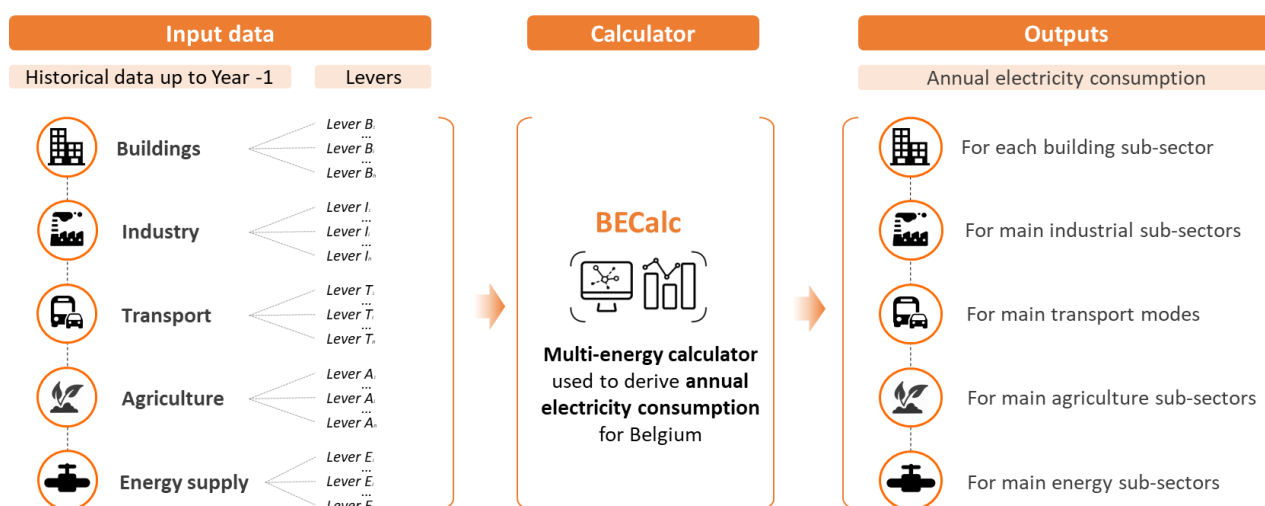 Input data
Calculator
Outputs
Historical data up to Year -1
Levers
Annual electricity consumption
Buildings
Lever B
...
Lever B
...
Lever B
For each building sub-sector
Industry
Lever I
...
Lever I
...
Lever I
For main industrial sub-sectors
BECalc
Transport
Lever T
...
Lever T
...
Lever T
For main transport modes
Multi-energy calculator
used to derive annual
electricity consumption
for Belgium
Agriculture
Lever A
...
Lever A
...
Lever A
For main agriculture sub-sectors
Energy supply
Lever E
...
Lever E
...
Lever E
For main energy sub-sectors